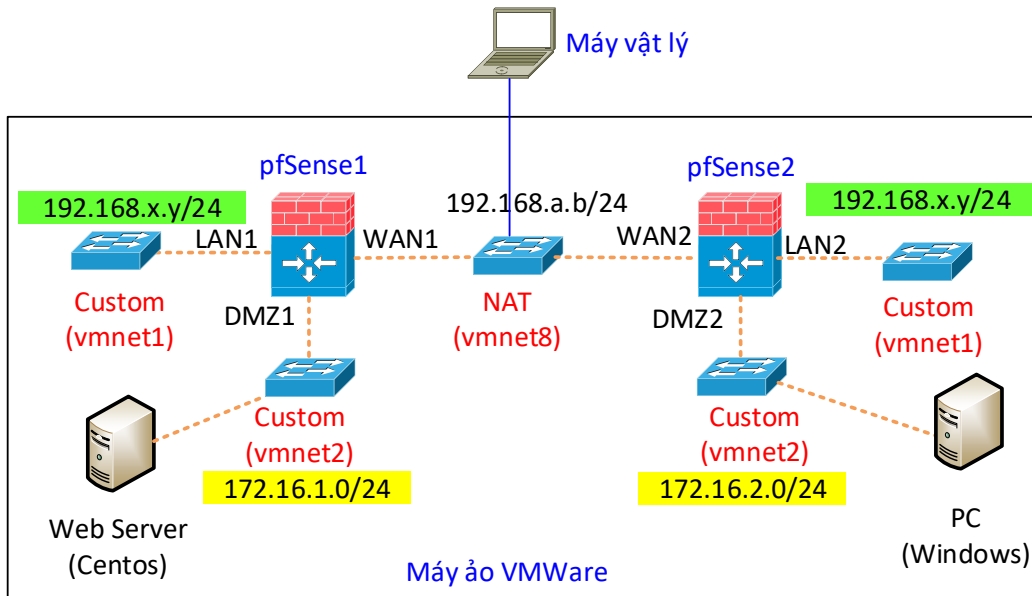 Máy vật lý
pfSense1
pfSense2
192.168.x.y/24
192.168.a.b/24
192.168.x.y/24
LAN1
WAN1
WAN2
LAN2
Custom
(vmnet1)
DMZ1
NAT
(vmnet8)
DMZ2
Custom
(vmnet1)
Custom
(vmnet2)
172.16.1.0/24
Custom
(vmnet2)
172.16.2.0/24
Web Server
(Centos)
PC
(Windows)
Máy ảo VMWare